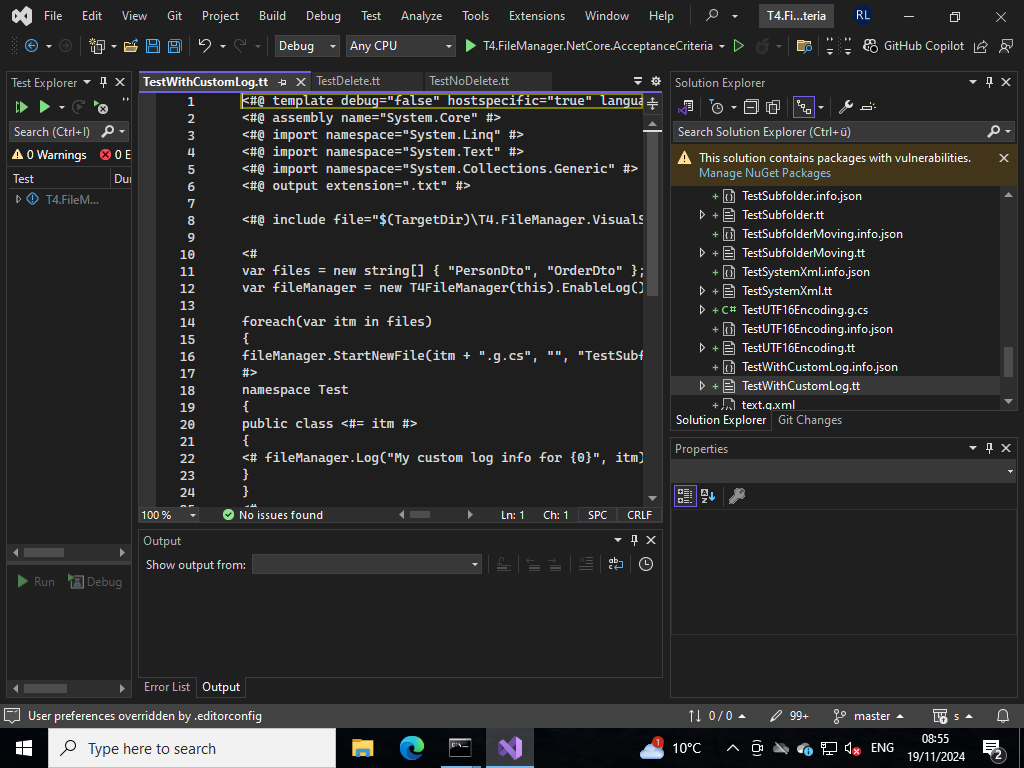 File Edit View Git Project Build Debug Test Analyze Tools Extensions Window Help T4.Fi...teria RL
Debug Any CPU T4.FileManager.NetCore.AcceptanceCriteria GitHub Copilot
Test Explorer
Search (Ctrl+I)
0 Warnings 0 E
Test Du
T4.FileM...
Run Debug
TestWithCustomLog.tt TestDelete.tt TestNoDelete.tt
1 <#@ template debug="false" hostspecific="true" langua
2 <#@ assembly name="System.Core" #>
3 <#@ import namespace="System.Linq" #>
4 <#@ import namespace="System.Text" #>
5 <#@ import namespace="System.Collections.Generic" #>
6 <#@ output extension=".txt" #>
7
8 <#@ include file="$(TargetDir)\T4.FileManager.VisualS
9
10 <#
11 var files = new string[] { "PersonDto", "OrderDto" };
12 var fileManager = new T4FileManager(this).EnableLog()
13
14 foreach(var itm in files)
15 {
16 fileManager.StartNewFile(itm + ".g.cs", "", "TestSubf
17 #>
18 namespace Test
19 {
20 public class <#= itm #>
21 {
22 <# fileManager.Log("My custom log info for {0}", itm)
23 }
24 }
100 % No issues found Ln: 1 Ch: 1 SPC CRLF
Output
Show output from:
Error List Output
Solution Explorer
Search Solution Explorer (Ctrl+ü)
This solution contains packages with vulnerabilities.
Manage NuGet Packages
TestSubfolder.info.json
TestSubfolder.tt
TestSubfolderMoving.info.json
TestSubfolderMoving.tt
TestSystemXml.info.json
TestSystemXml.tt
C# TestUTF16Encoding.g.cs
TestUTF16Encoding.info.json
TestUTF16Encoding.tt
TestWithCustomLog.info.json
TestWithCustomLog.tt
text.g.xml
Solution Explorer Git Changes
Properties
User preferences overridden by .editorconfig 0 / 0 99+ master s
Type here to search 1 10°C ENG 08:55 19/11/2024 2